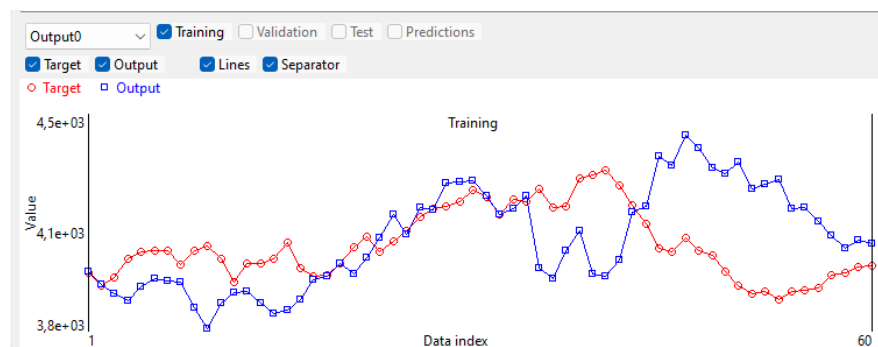 Output0 Training Validation Test Predictions
Target Output Lines Separator
Target Output
4,5e+03
Training
Value
4,1e+03
3,8e+03
1 Data index 60